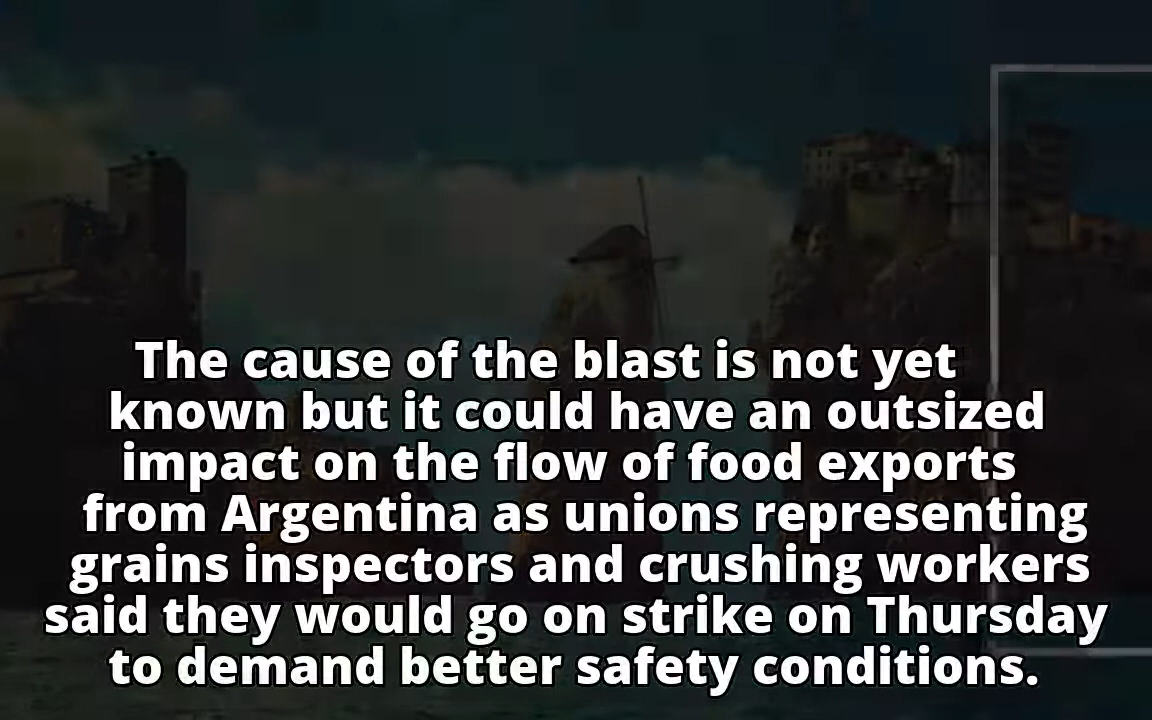 The cause of the blast is not yet
known but it could have an outsized
impact on the flow of food exports
from Argentina as unions representing
grains inspectors and crushing workers
said they would go on strike on Thursday
to demand better safety conditions.